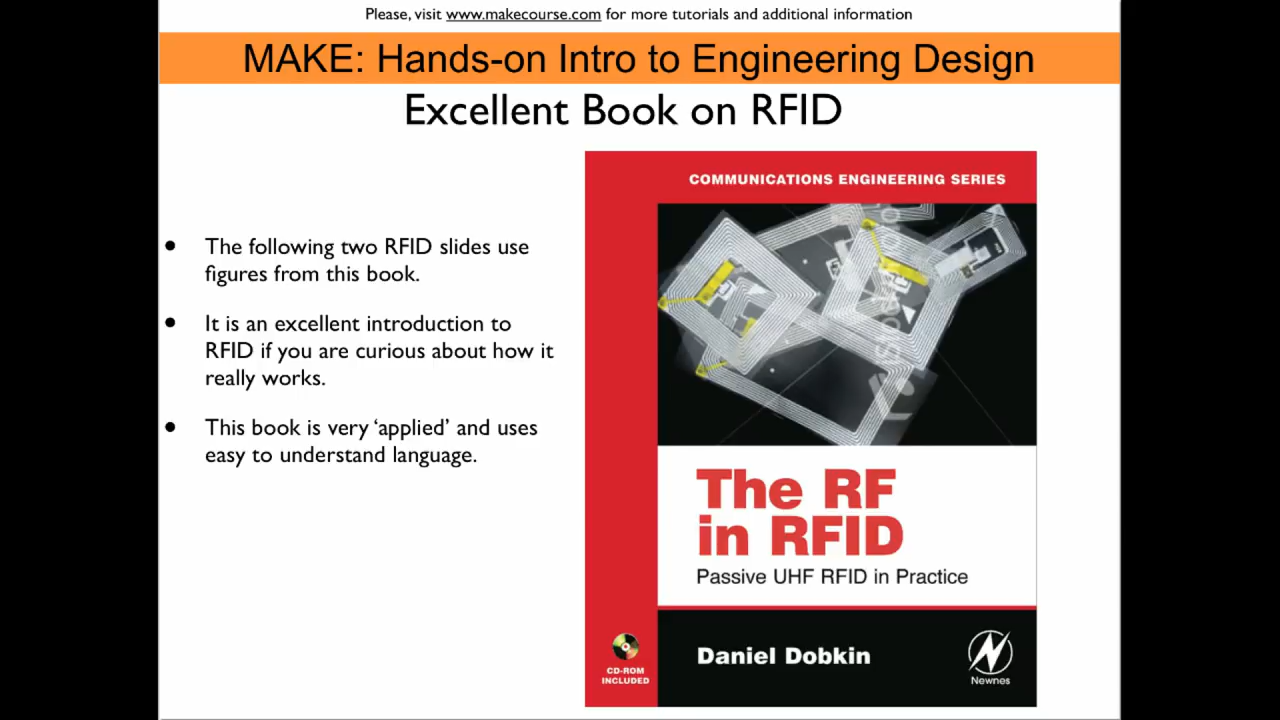 Please, visit www.makecourse.com for more tutorials and additional information
MAKE: Hands-on Intro to Engineering Design
Excellent Book on RFID
• The following two RFID slides use
figures from this book.
• It is an excellent introduction to
RFID if you are curious about how it
really works.
• This book is very ‘applied’ and uses
easy to understand language.
COMMUNICATIONS ENGINEERING SERIES
The RF
in RFID
Passive UHF RFID in Practice
CD-ROM
INCLUDED
Daniel Dobkin
Newnes